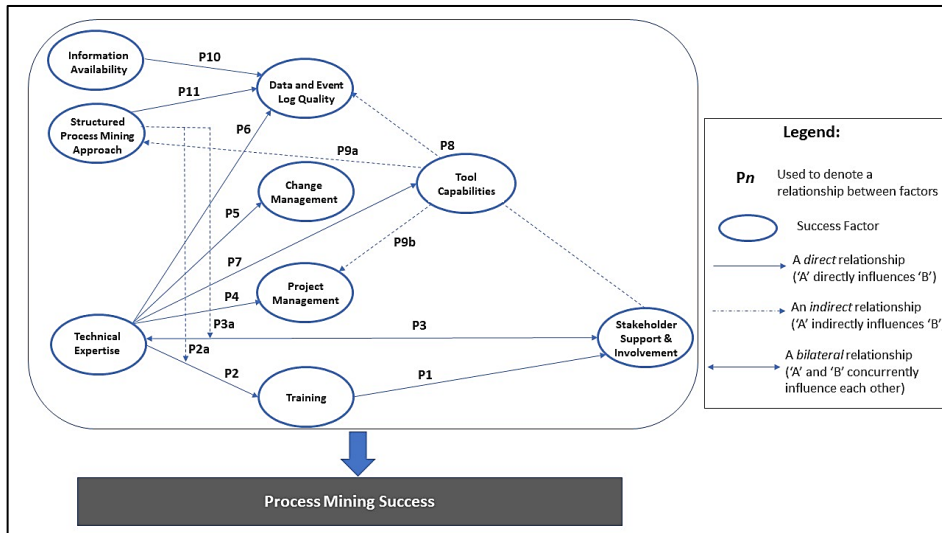 Information
Availability
P10
Data and Event
Log Quality
P11
Structured
Process Mining
Approach
P6
P9a
P8
Tool
Capabilities
Change
Management
P5
P7
P9b
Project
Management
P4
P3a
P3
Technical
Expertise
Stakeholder
Support &
Involvement
P2a
P2
P1
Training
Process Mining Success
Legend:
Pn Used to denote
a relationship
between factors
Success Factor
A direct relationship
(‘A’ directly influences ‘B’)
An indirect relationship
(‘A’ indirectly influences ‘B’
A bilateral relationship
(‘A’ and ‘B’ concurrently
influence each other)